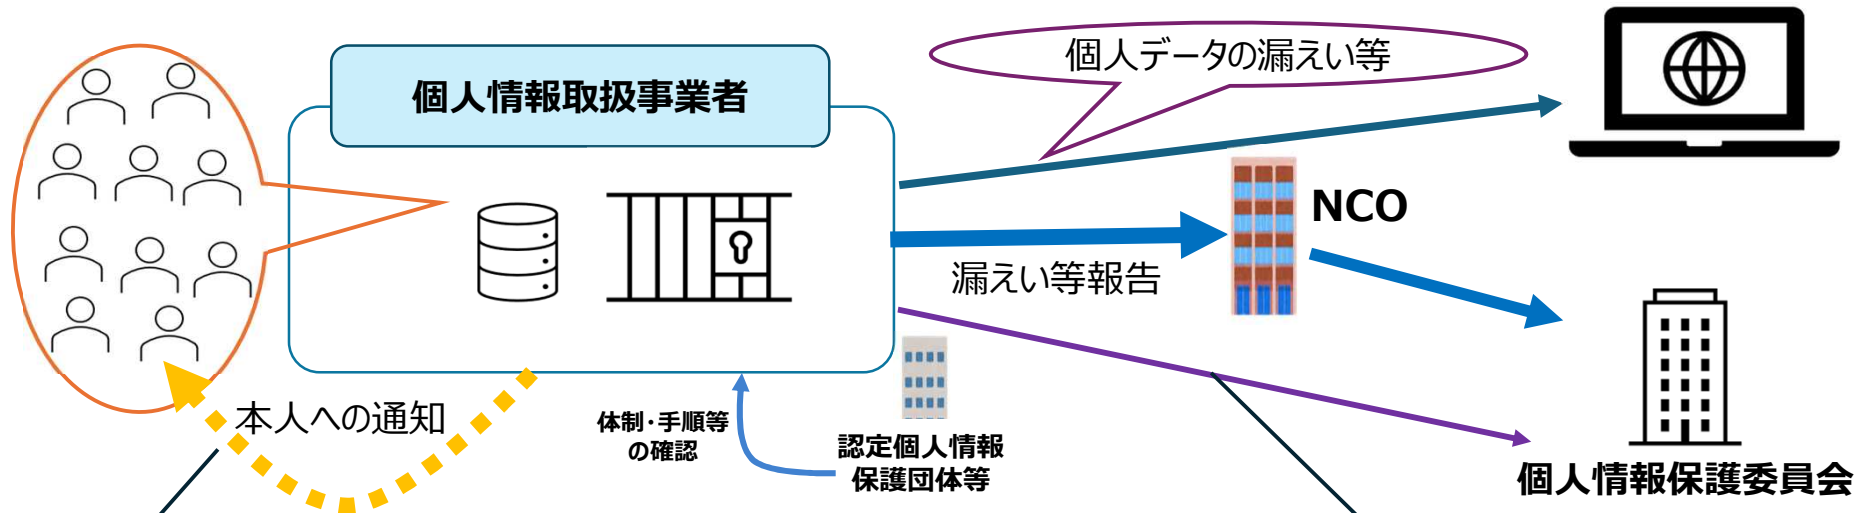 個人データの漏えい等
個人情報取扱事業者
NCO
漏えい等報告
本人への通知
体制・手順等
の確認
認定個人情報
保護団体等
個人情報保護委員会